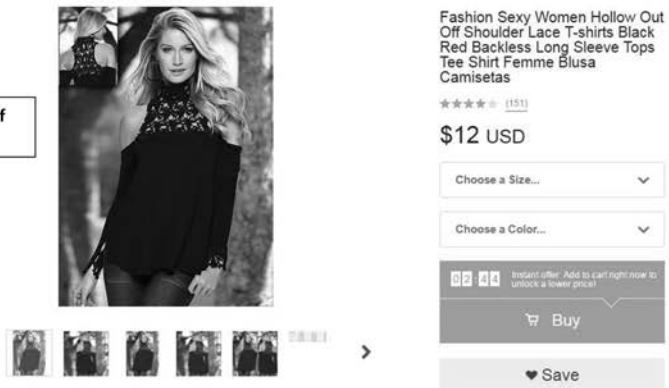 f
Fashion Sexy Women Hollow Out
Off Shoulder Lace T-shirts Black
Red Backless Long Sleeve Tops
Tee Shirt Femme Blusa
Camisetas
(151)
$12 USD
Choose a Size...
Choose a Color...
02:44
Instant offer Add to cart right now to
unlock a lower price!
Buy
Save